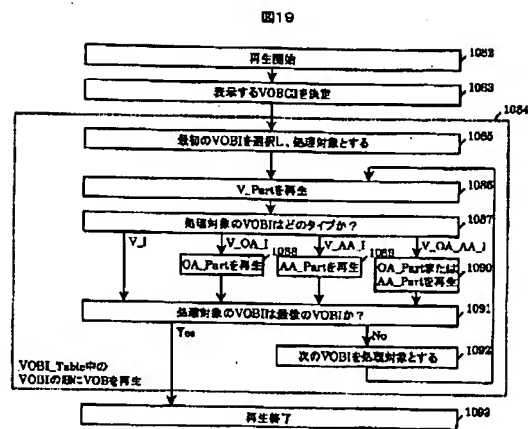 図19
再生開始
1082
表示するVOBGIを決定
1083
1084
最初のVOBIを選択し、処理対象とする
1085
V_Partを再生
1086
処理対象のVOBIはどのタイプか？
1087
V_I
V_OA_I
V_AA_I
V_OA_AA_I
1088
1089
OA_Partを再生
AA_Partを再生
OA_Partまたは
AA_Partを再生
1090
処理対象のVOBIは最後のVOBIか？
1091
Yes
No
次のVOBIを処理対象とする
1092
VOBI_Table中の
VOBIの順にVOBを再生
再生終了
1093